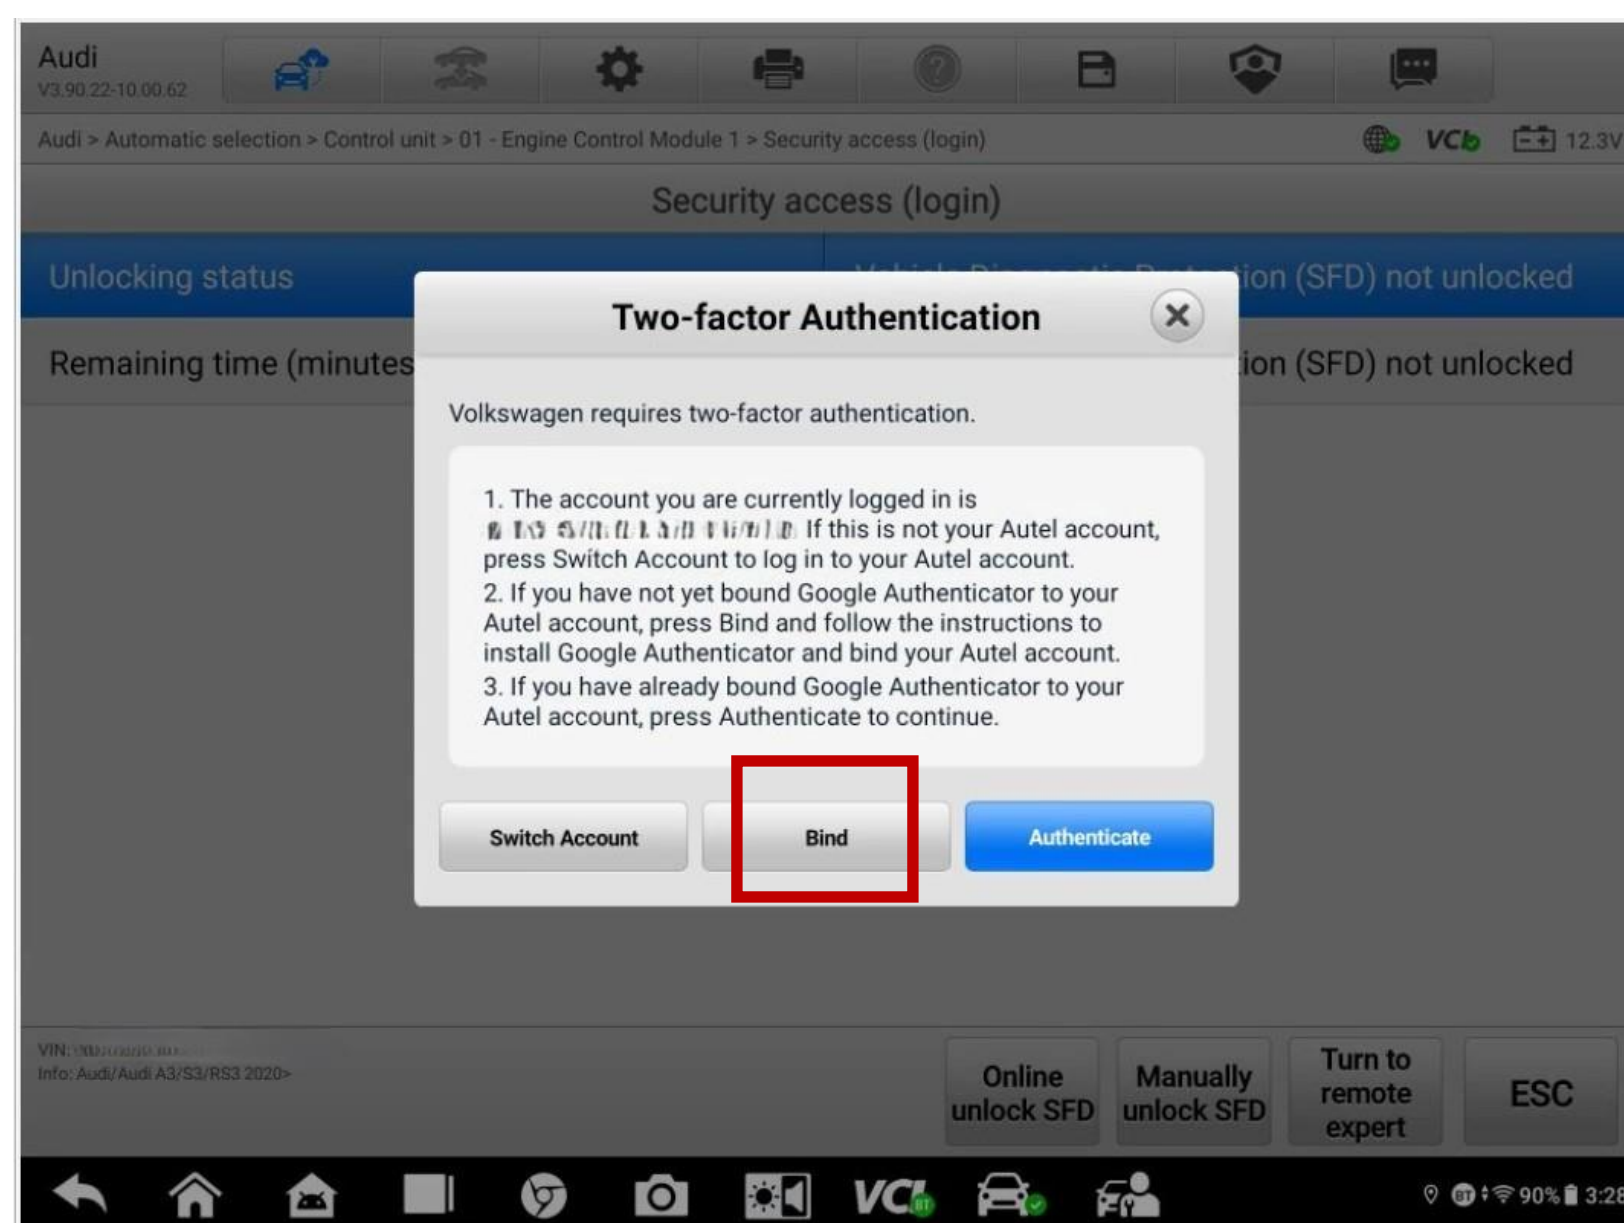 Audi
V3.90.22-10.00.62
Audi > Automatic selection > Control unit > 01 - Engine Control Module 1 > Security access (login)
VCI
12.3V
Security access (login)
Unlocking status
(SFD) not unlocked
Remaining time (minutes
(SFD) not unlocked
Two-factor Authentication
Volkswagen requires two-factor authentication.
1. The account you are currently logged in is
If this is not your Autel account,
press Switch Account to log in to your Autel account.
2. If you have not yet bound Google Authenticator to your
Autel account, press Bind and follow the instructions to
install Google Authenticator and bind your Autel account.
3. If you have already bound Google Authenticator to your
Autel account, press Authenticate to continue.
Switch Account
Bind
Authenticate
VIN:
Info: Audi/Audi A3/S3/RS3 2020>
Online
unlock SFD
Manually
unlock SFD
Turn to
remote
expert
ESC
VCI
BT
BT
90%
3:28